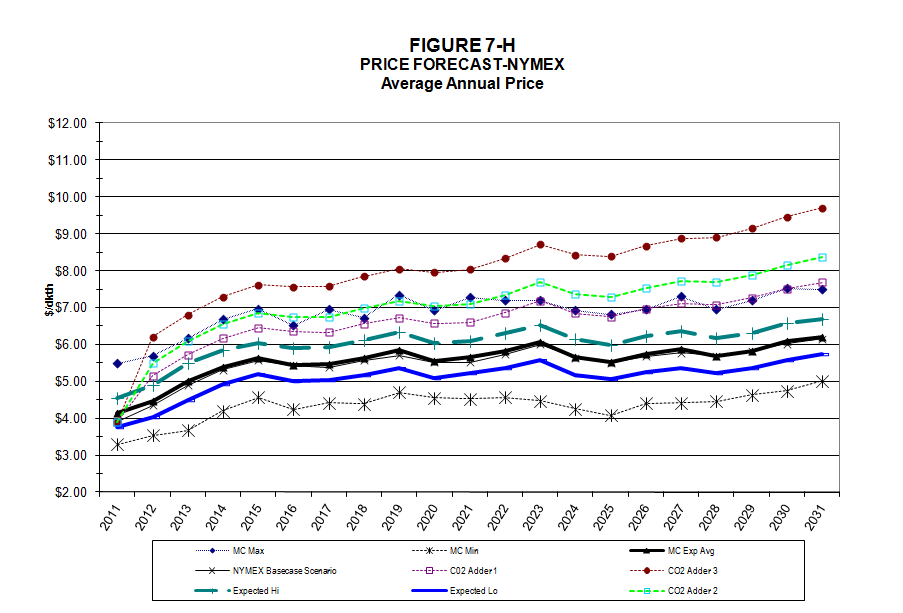 FIGURE 7-H
PRICE FORECAST-NYMEX
Average Annual Price
$12.00
$11.00
$10.00
$9.00
$8.00
$7.00
$6.00
$5.00
$4.00
$3.00
$2.00
$/dkth
2011 2012 2013 2014 2015 2016 2017 2018 2019 2020 2021 2022 2023 2024 2025 2026 2027 2028 2029 2030 2031
MC Max MC Min MC Exp Avg
NYMEX Basecase Scenario C02 Adder 1 CO2 Adder 3
Expected Hi Expected Lo CO2 Adder 2